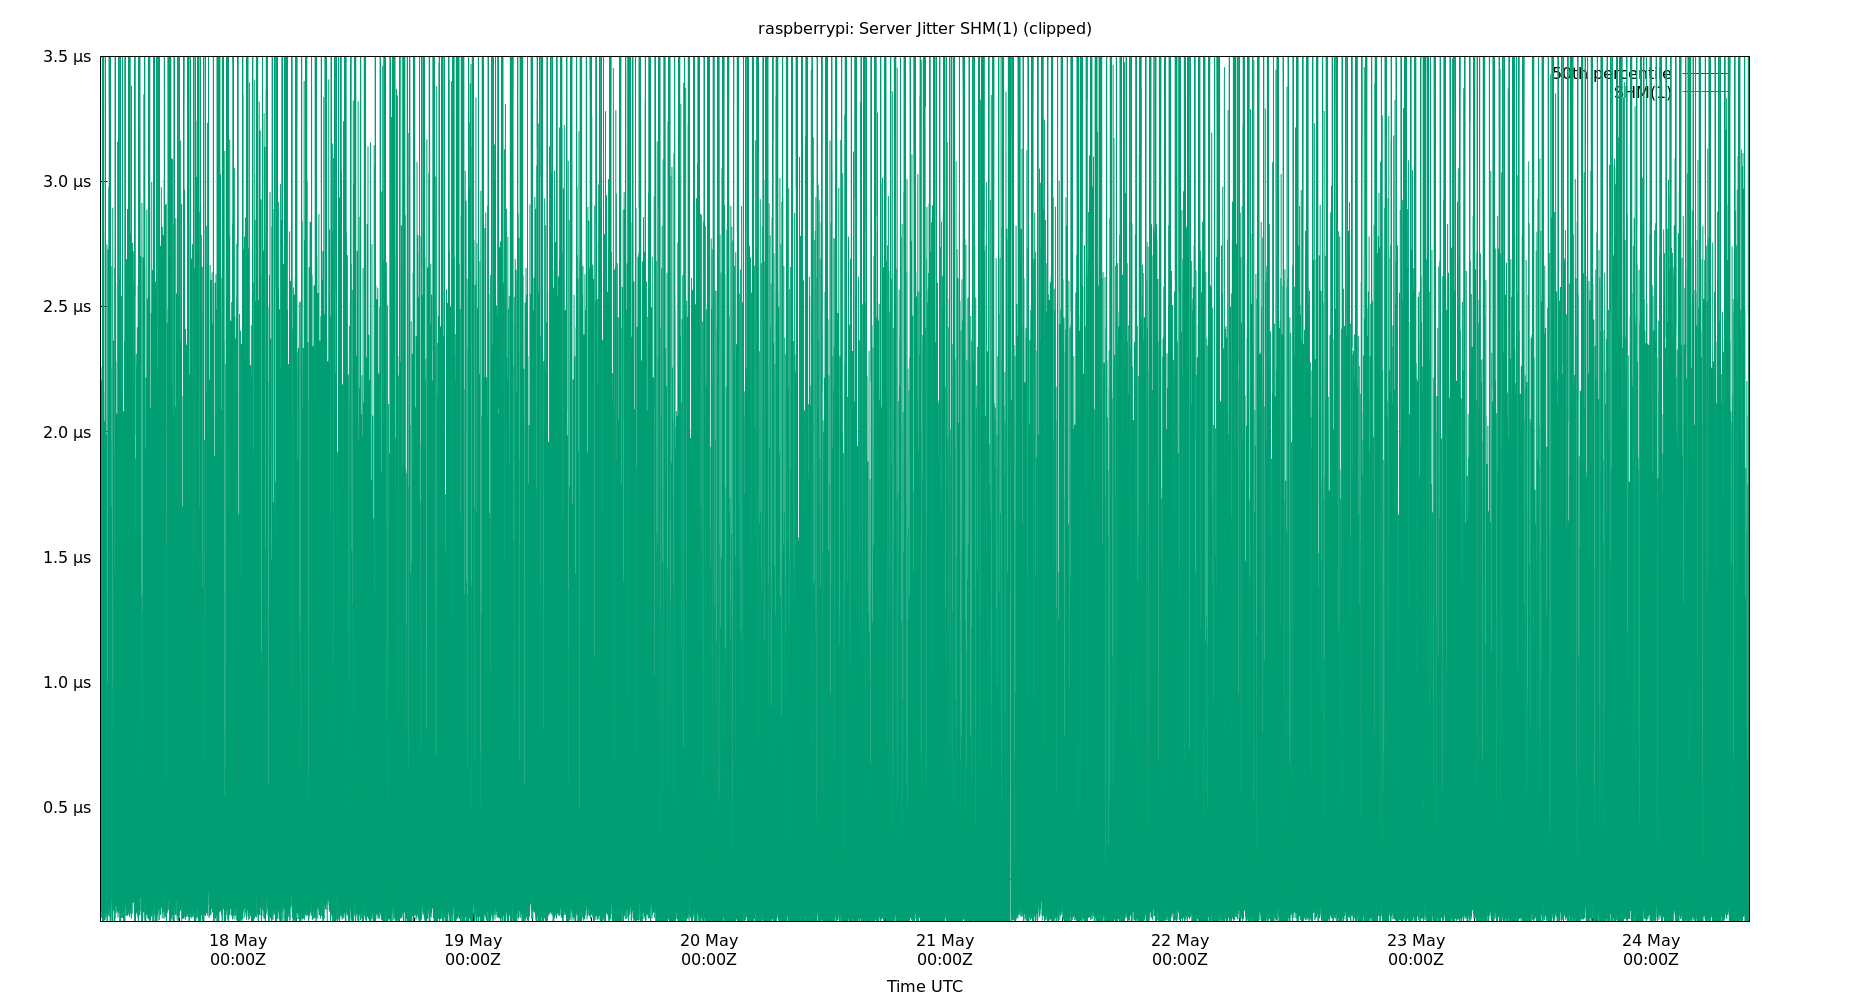 raspberrypi: Server Jitter SHM(1) (clipped)
3.5 µs
50th percentile
SHM(1)
3.0 µs
2.5 µs
2.0 µs
1.5 µs
1.0 µs
0.5 µs
18 May 19 May 20 May 21 May 22 May 23 May 24 May
00:00Z 00:00Z 00:00Z 00:00Z 00:00Z 00:00Z 00:00Z
Time UTC